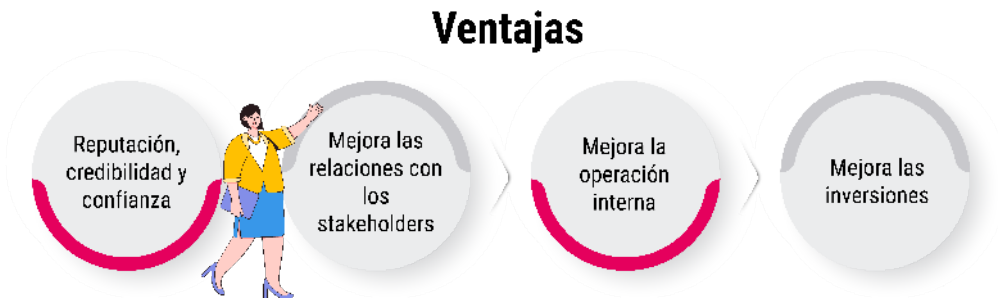 Ventajas
Reputación,
credibilidad y
confianza
Mejora las
relaciones con
los
stakeholders
Mejora la
operación
interna
Mejora las
inversiones